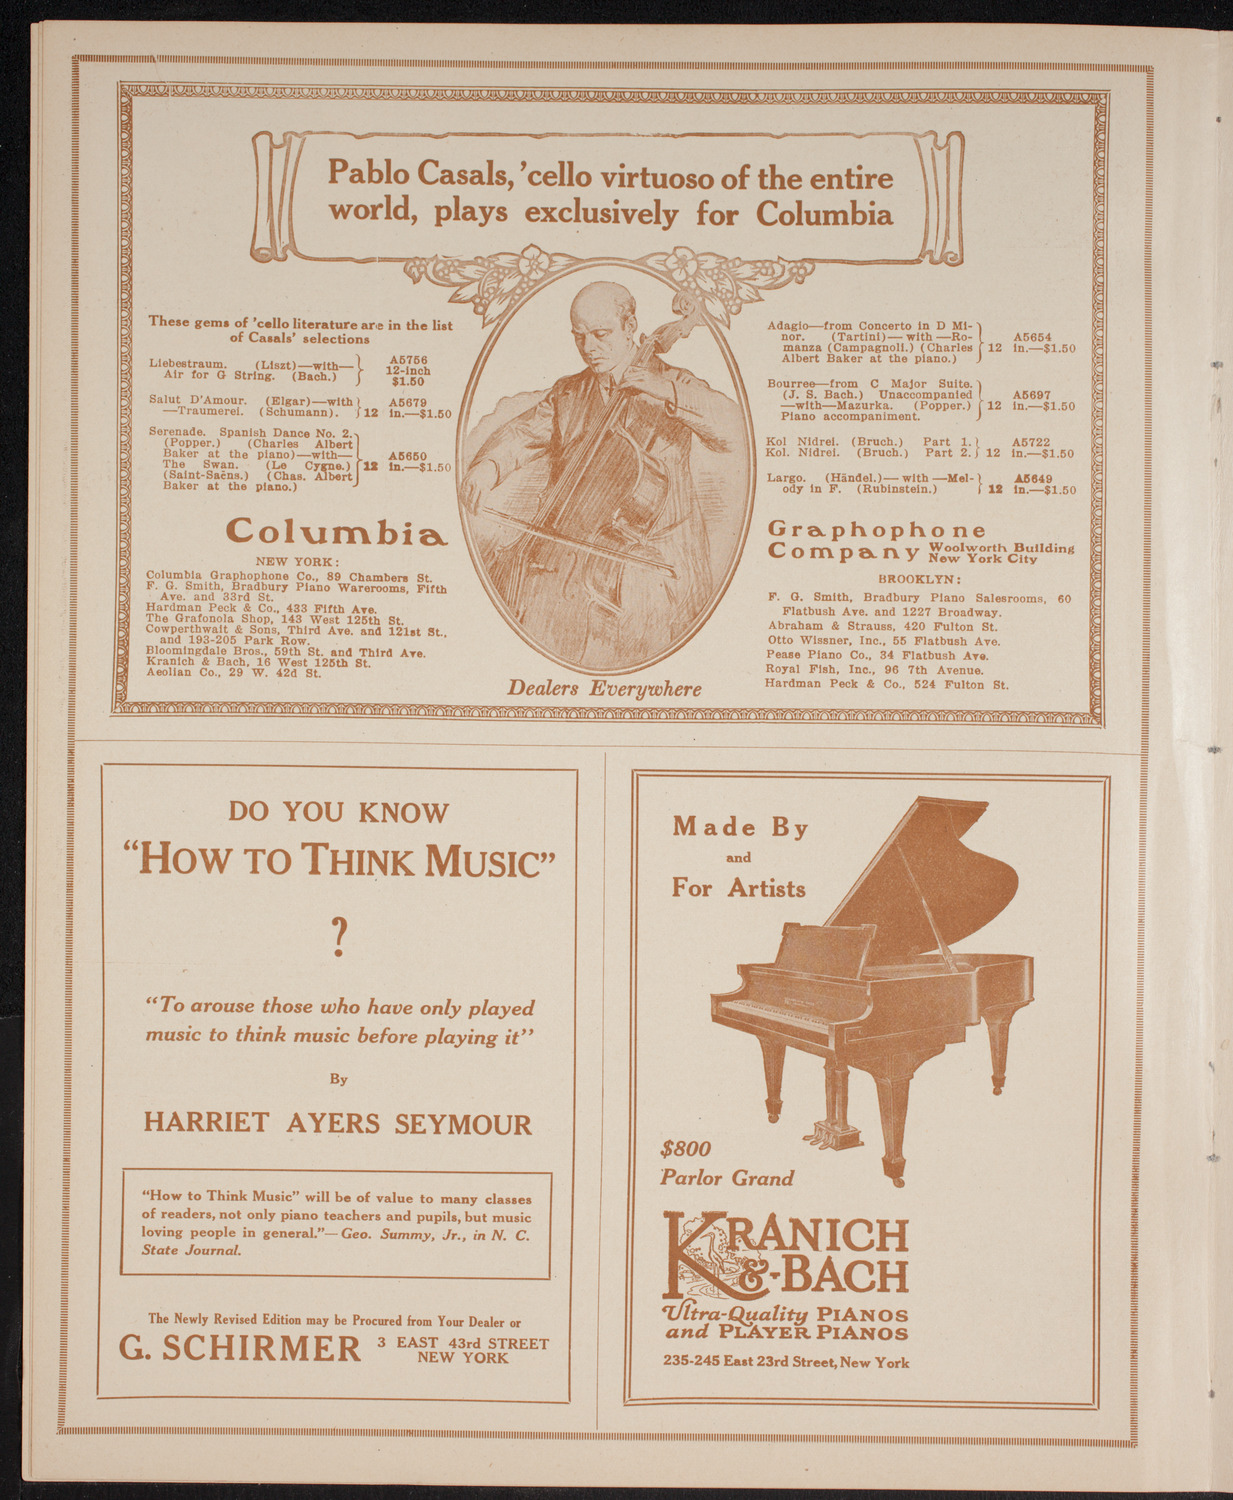 Pablo Casals, 'cello virtuoso of the entire
world, plays exclusively for Columbia
These gems of 'cello literature are in the list
of Casals' selections
Liebestraum. (Liszt)—with—
Air for G String. (Bach.)
A5756
12-inch
$1.50
Salut D'Amour. (Elgar)—with
—Traumerei. (Schumann).
A5679
12 in.—$1.50
Serenade. Spanish Dance No. 2.
(Popper.) (Charles Albert
Baker at the piano)—with—
The Swan. (Le Cygne.)
(Saint-Saëns.) (Chas. Albert
Baker at the piano.)
A5650
12 in.—$1.50
Columbia
NEW YORK:
Columbia Graphophone Co., 89 Chambers St.
F. G. Smith, Bradbury Piano Warerooms, Fifth
Ave. and 33rd St.
Hardman Peck & Co., 433 Fifth Ave.
The Grafonola Shop, 143 West 125th St.
Cowperthwait & Sons, Third Ave. and 121st St.,
and 193-205 Park Row.
Bloomingdale Bros., 59th St. and Third Ave.
Kranich & Bach, 16 West 125th St.
Aeolian Co., 29 W. 42d St.
Adagio—from Concerto in D Mi-
nor. (Tartini)—with—Ro-
manza (Campagnoli.) (Charles
Albert Baker at the piano.)
A5654
12 in.—$1.50
Bourree—from C Major Suite.
(J. S. Bach.) Unaccompanied
—with—Mazurka. (Popper.)
Piano accompaniment.
A5697
12 in.—$1.50
Kol Nidrei. (Bruch.) Part 1.
Kol. Nidrei. (Bruch.) Part 2.
A5722
12 in.—$1.50
Largo. (Händel.)—with—Mel-
ody in F. (Rubinstein.)
A5649
12 in.—$1.50
Graphophone
Company Woolworth Building
New York City
BROOKLYN:
F. G. Smith, Bradbury Piano Salesrooms, 60
Flatbush Ave. and 1227 Broadway.
Abraham & Strauss, 420 Fulton St.
Otto Wissner, Inc., 55 Flatbush Ave.
Pease Piano Co., 34 Flatbush Ave.
Royal Fish, Inc., 96 7th Avenue.
Hardman Peck & Co., 524 Fulton St.
Dealers Everywhere
DO YOU KNOW
"HOW TO THINK MUSIC"
?
"To arouse those who have only played
music to think music before playing it"
By
HARRIET AYERS SEYMOUR
"How to Think Music" will be of value to many classes
of readers, not only piano teachers and pupils, but music
loving people in general."—Geo. Summy, Jr., in N. C.
State Journal.
The Newly Revised Edition may be Procured from Your Dealer or
G. SCHIRMER 3 EAST 43rd STREET
NEW YORK
Made By
and
For Artists
$800
Parlor Grand
KRANICH
&-BACH
Ultra-Quality PIANOS
and PLAYER PIANOS
235-245 East 23rd Street, New York